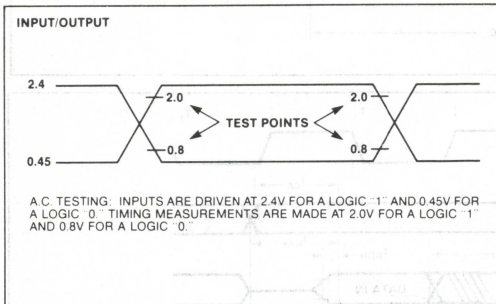 INPUT/OUTPUT
2.4
2.0
2.0
TEST POINTS
0.8
0.8
0.45
A.C. TESTING: INPUTS ARE DRIVEN AT 2.4V FOR A LOGIC "1" AND 0.45V FOR
A LOGIC "0." TIMING MEASUREMENTS ARE MADE AT 2.0V FOR A LOGIC "1"
AND 0.8V FOR A LOGIC "0."